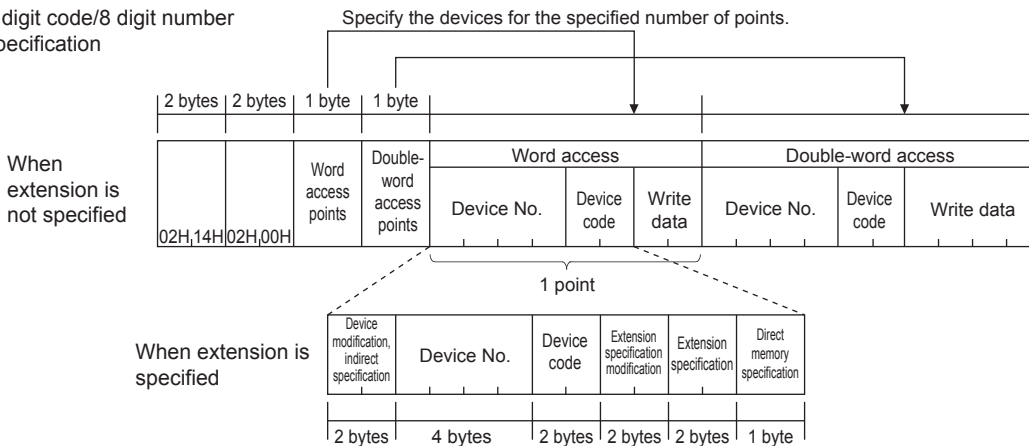 digit code/8 digit number
Specify the devices for the specified number of points.
pecification
2 bytes 2 bytes 1 byte 1 byte
When
extension is
not specified
02H,14H 02H,00H
Word
access
points
Double-
word
access
points
Word access
Device No.
Device
code
Write
data
Double-word access
Device No.
Device
code
Write data
1 point
When extension is
specified
Device
modification,
indirect
specification
Device No.
Device
code
Extension
specification
modification
Extension
specification
Direct
memory
specification
2 bytes 4 bytes 2 bytes 2 bytes 2 bytes 1 byte